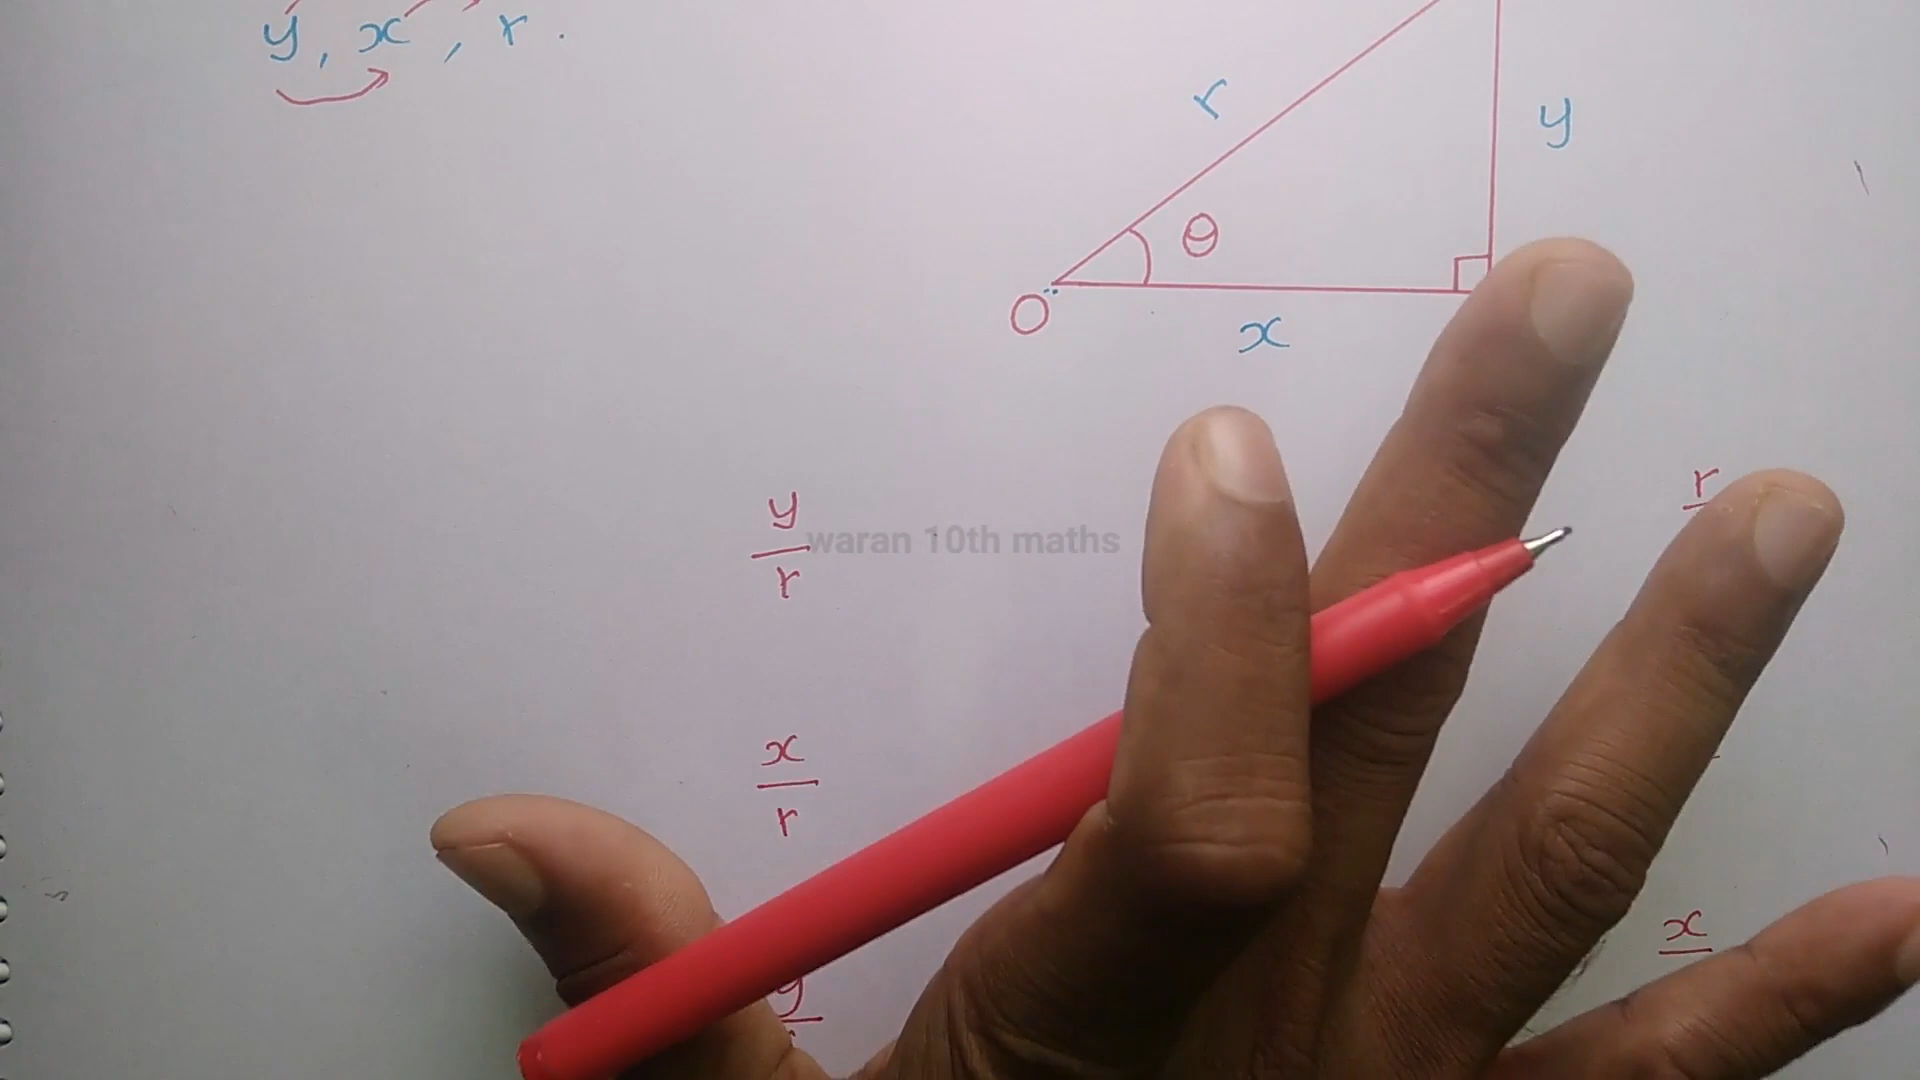 y, x, r.
r
y
θ
O
x
y/r
r
waran 10th maths
x/r
x
y